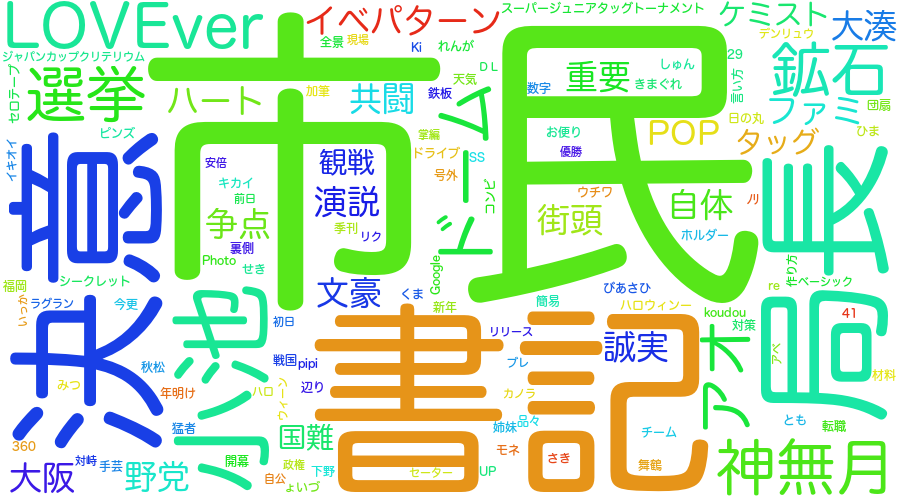 LOVEver
イベパターン
スーパージュニアタッグトーナメント
ケミスト
大湊
デンリュウ
全景
現場
Ki
れんが
ジャパンカップクリテリウム
選挙
セロテープ
ハート
加筆
共闘
天気
DL
鉄板
数字
重要
しゅん
きまぐれ
29
言い方
鉱石
ファミ
団扇
日の丸
ひま
ピンズ
市民
ドーム
掌編
お便り
POP
タッグ
イキオイ
決意
安倍
観戦
ドライブ
SS
優勝
キカイ
前日
演説
号外
コンビ
ウチワ
自体
ノリ
局長
争点
季刊
リク
街頭
ホルダー
裏側
Photo
せき
Google
作り方
シークレット
福岡
文豪
くま
ぴあさひ
re
ベーシック
いっか
ラグラン
今更
小池
新年
簡易
ハロウィーン
koudou
対策
41
初日
書記
リリース
誠実
アオ
アベ
秋松
戦国
pipi
ブレ
材料
みつ
年明け
ハロ
ウィーン
辺り
カノラ
猛者
国難
姉妹
品々
チーム
とも
転職
360
モネ
大阪
対峙
手芸
野党
開幕
政権
自公
下野
ょいづ
セーター
UP
さき
舞鶴
神無月